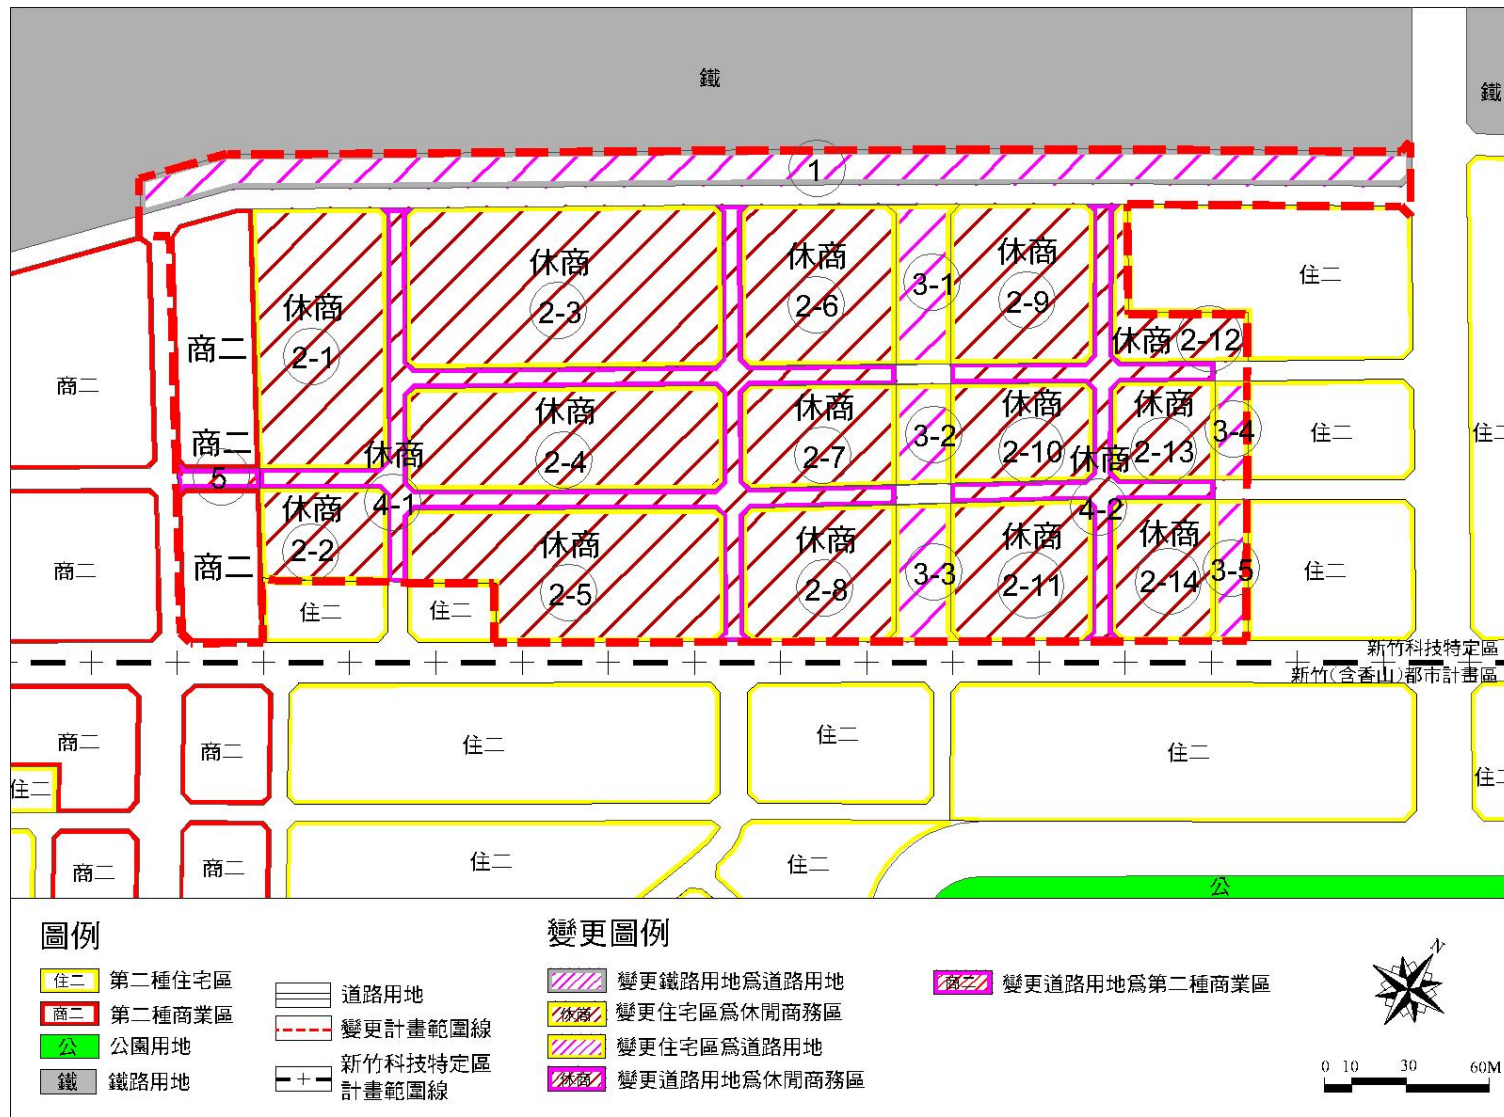 鐵
鐵
1
休商
休商
休商
3-1
休商
住二
2-3
2-6
2-9
休商
商二
2-1
休商 2-12
商二
休商
休商
休商
休商
住二
住二
商二
3-2
3-4
2-4
2-7
2-10
2-13
休商
休商
5
休商
4-1
4-2
2-2
休商
休商
休商
休商
商二
商二
3-3
3-5
住二
2-5
2-8
2-11
2-14
住二
住二
新竹科技特定區
新竹(含香山)都市計畫區
商二
商二
住二
住二
住二
住二
住二
商二
商二
住二
住二
公
圖例
住二 第二種住宅區
商二 第二種商業區
公 公園用地
鐵 鐵路用地
道路用地
變更計畫範圍線
新竹科技特定區
計畫範圍線
變更圖例
變更鐵路用地為道路用地
休商 變更住宅區為休閒商務區
變更住宅區為道路用地
休商 變更道路用地為休閒商務區
商二 變更道路用地為第二種商業區
N
0 10 30 60M